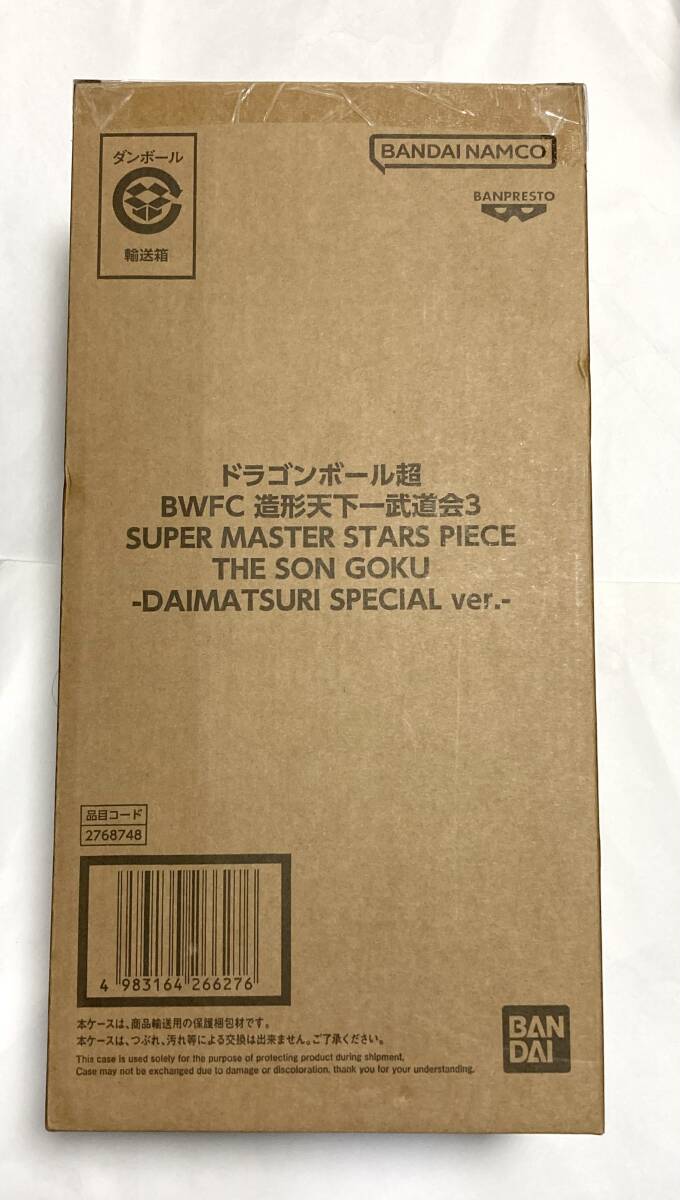 ダンボール
輸送箱
BANDAI NAMCO
BANPRESTO
ドラゴンボール超
BWFC 造形天下一武道会3
SUPER MASTER STARS PIECE
THE SON GOKU
-DAIMATSURI SPECIAL ver.-
品目コード
2768748
4 983164 266276
本ケースは、商品輸送用の保護梱包材です。
本ケースは、つぶれ、汚れ等による交換は出来ません。ご了承ください。
This case is used solely for the purpose of protecting product during shipment.
Case may not be exchanged due to damage or discoloration, thank you for your understanding.
BAN
DAI